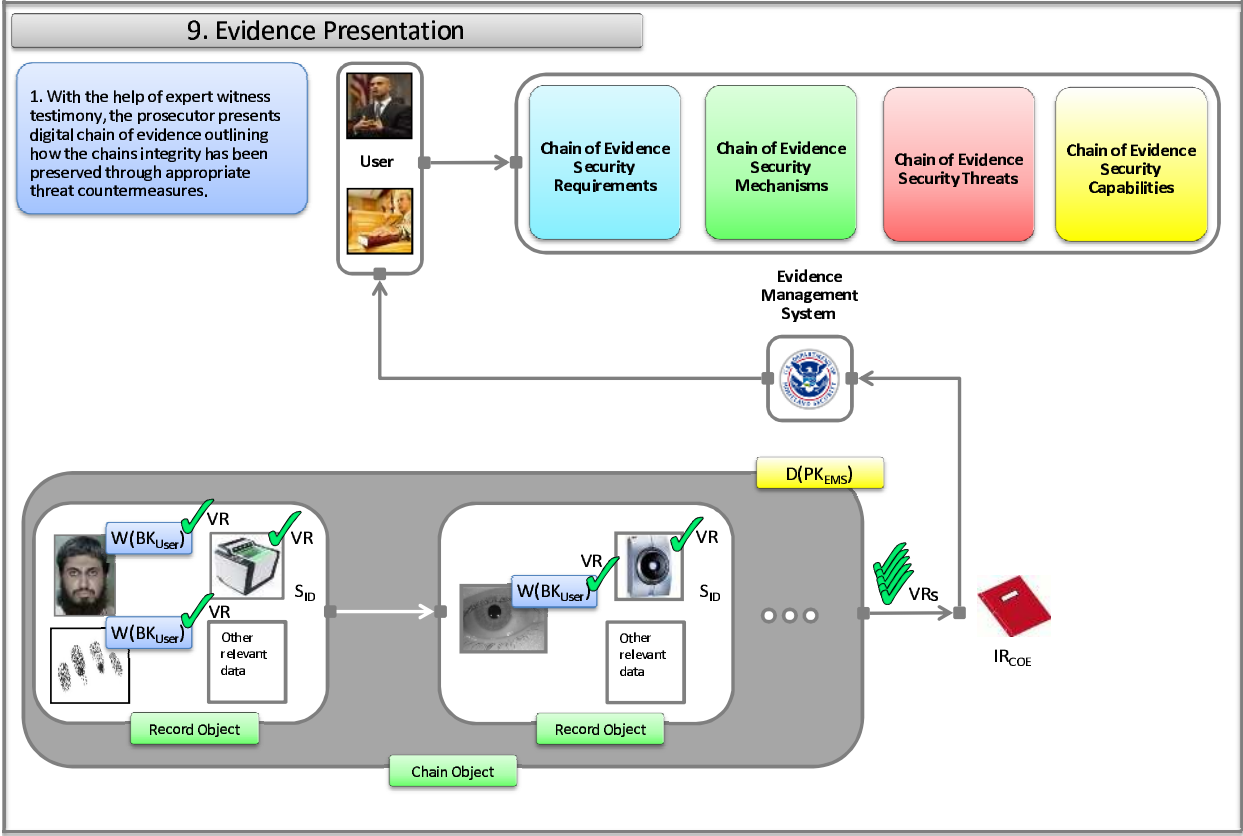 9. Evidence Presentation
1. With the help of expert witness
testimony, the prosecutor presents
digital chain of evidence outlining
how the chains integrity has been
preserved through appropriate
threat countermeasures.
User
Chain of Evidence
Security
Requirements
Chain of Evidence
Security
Mechanisms
Chain of Evidence
Security Threats
Chain of Evidence
Security
Capabilities
Evidence
Management
System
D(PKEMS)
W(BKUser)
VR
VR
SID
W(BKUser)
VR
Other
relevant
data
Record Object
W(BKUser)
VR
VR
SID
Other
relevant
data
Record Object
Chain Object
VRs
IRCOE